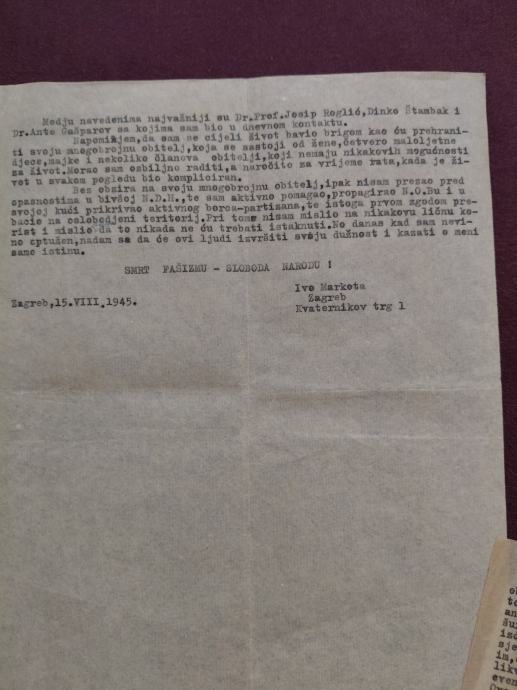 Medju navedenima najvažniji su Dr.Prof.Josip Roglić,Dinko Štambak i
Dr.Ante Gašparov sa kojima sam bio u dnevnom kontaktu.
Napominjem,da sam se cijeli život bavio brigom kao ću prehrani-
ti svoju mnogobrojnu obitelj,koja se sastoji od žene,četvero maloljetne
djece,majke i nekoliko članova obitelji,koji nemaju nikakovih mogućnosti
za život.Morao sam ozbiljno raditi,a naročito za vrijeme rata,kada je ži-
vot u svakom pogledu bio kompliciran.
Bez obzira na svoju mnogobrojnu obitelj,ipak nisam prezao pred
opasnostima u bivšoj N.D.H.,te sam aktivno pomagao,propagirao N.O.Bu i u
svojoj kući prikrivao aktivnog borca-partizana,te istoga prvom zgodom pre-
bacio na oslobodjeni teritorij.Pri tome nisam mislio na nikakovu ličnu ko-
rist i mislio da to nikada ne ću trebati istaknuti.No danas kad sam nevi-
no optužen,nadam se da će ovi ljudi izvršiti svoju dužnost i kazati o meni
samo istinu.
SMRT FAŠIZMU - SLOBODA NARODU !
Zagreb,15.VIII.1945.
Ivo Markota
Zagreb
Kvaternikov trg 1